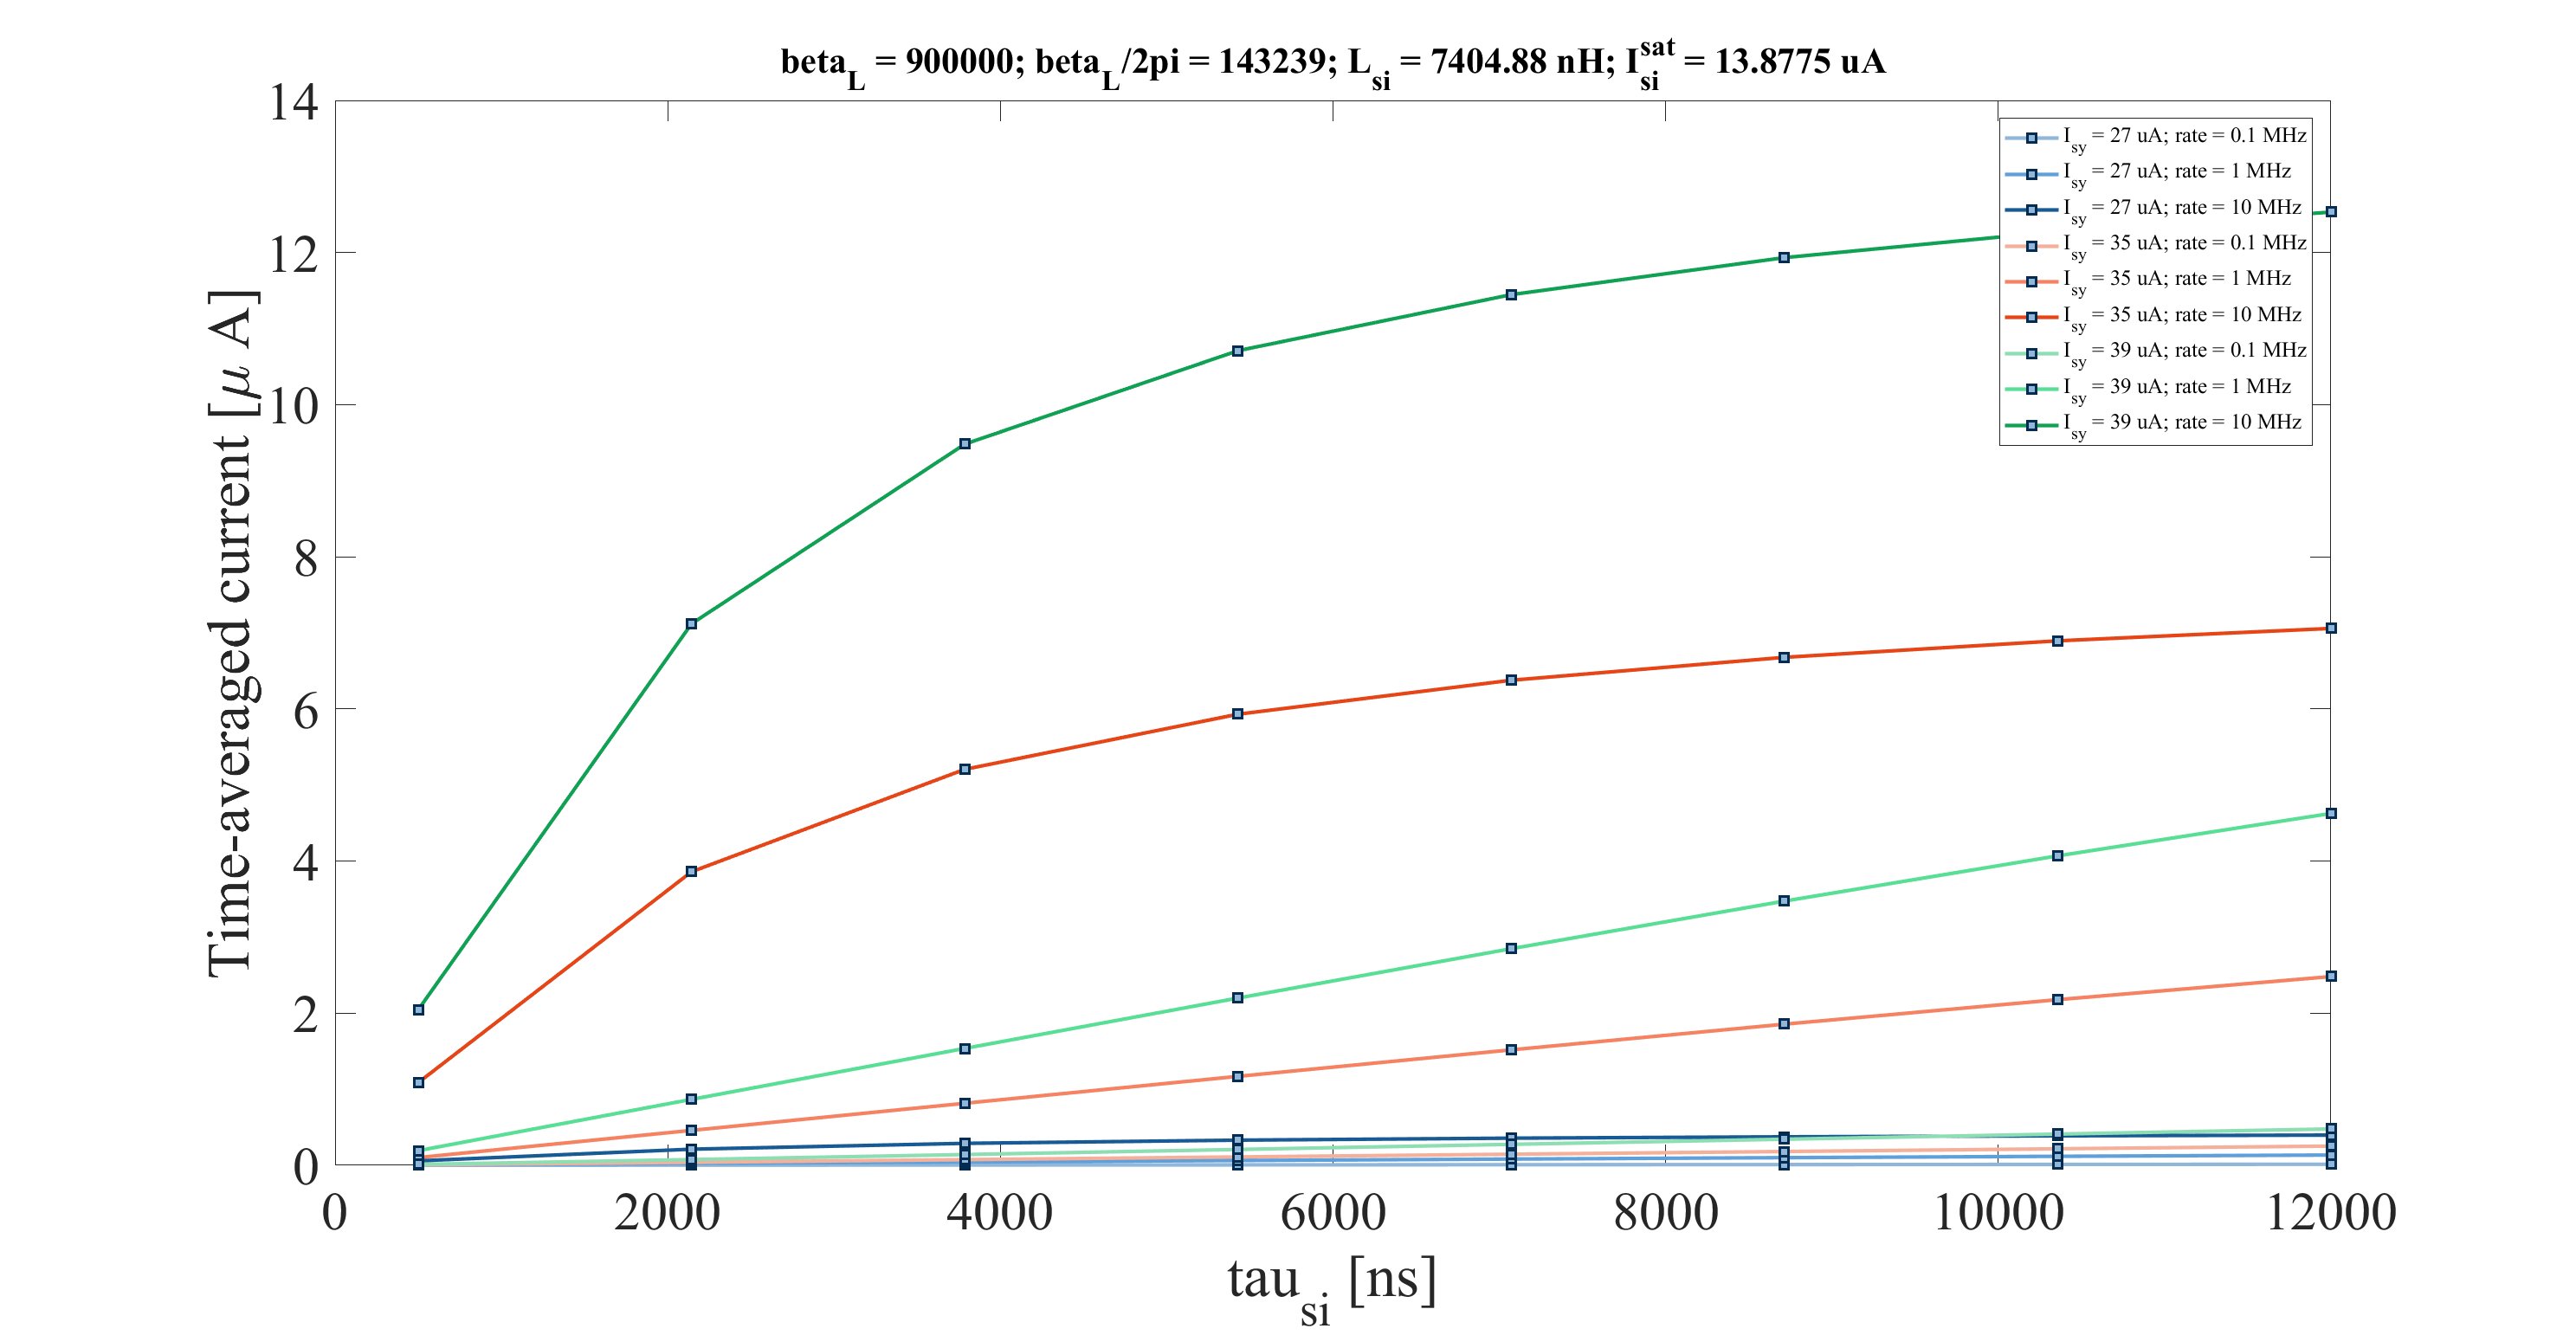 beta_L = 900000; beta_L/2pi = 143239; L_si = 7404.88 nH; I_si^sat = 13.8775 uA
14
12
10
8
6
4
2
0
Time-averaged current [μ A]
I_sy = 27 uA; rate = 0.1 MHz
I_sy = 27 uA; rate = 1 MHz
I_sy = 27 uA; rate = 10 MHz
I_sy = 35 uA; rate = 0.1 MHz
I_sy = 35 uA; rate = 1 MHz
I_sy = 35 uA; rate = 10 MHz
I_sy = 39 uA; rate = 0.1 MHz
I_sy = 39 uA; rate = 1 MHz
I_sy = 39 uA; rate = 10 MHz
0 2000 4000 6000 8000 10000 12000
tau_si [ns]